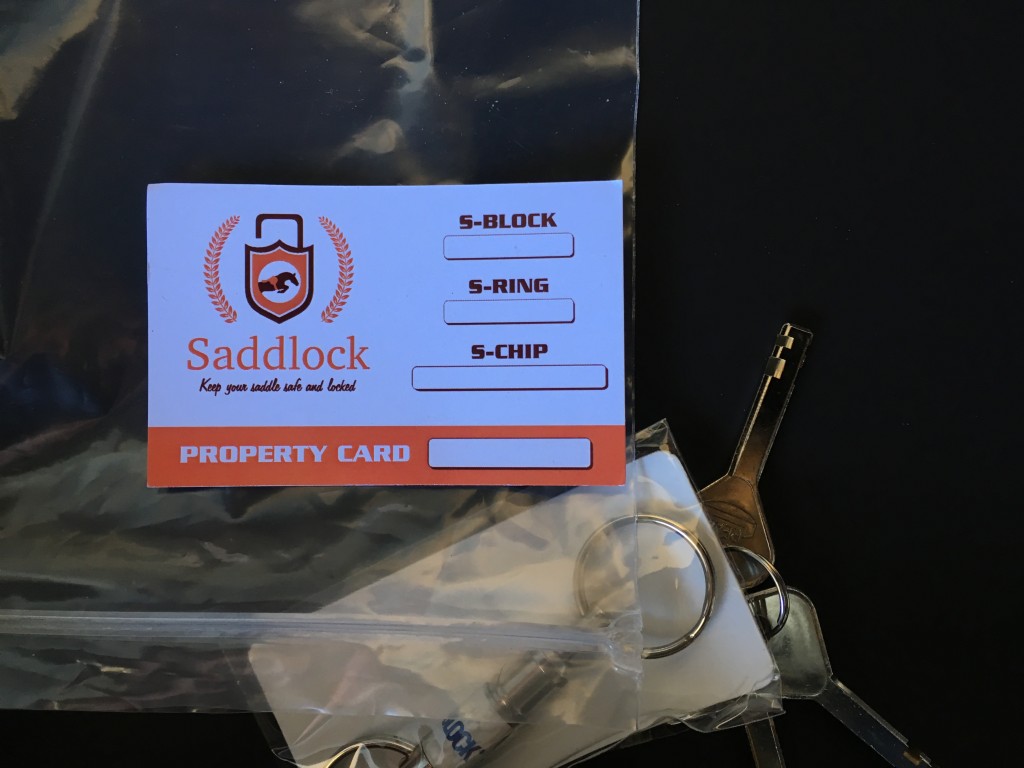 Saddlock
Keep your saddle safe and locked
S-BLOCK
S-RING
S-CHIP
PROPERTY CARD